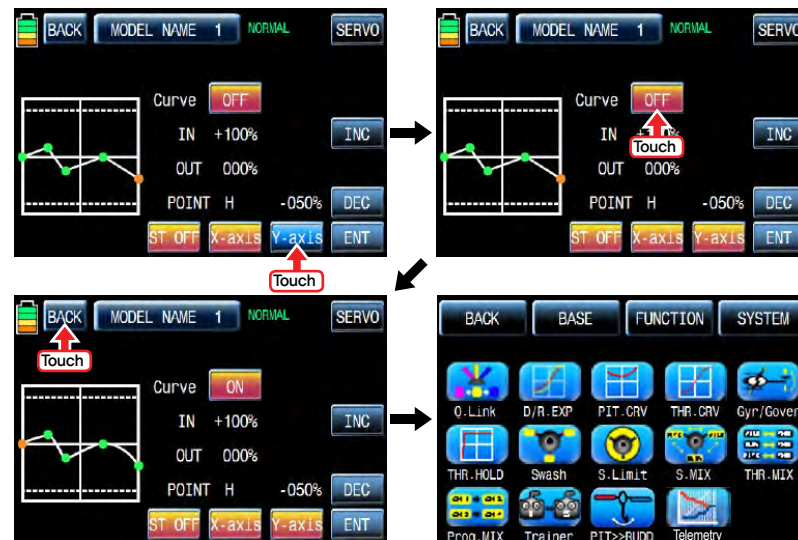 BACK MODEL NAME 1 NORMAL SERVO
Curve OFF
IN +100% INC
OUT 000%
POINT H -050% DEC
ST OFF X-axis Y-axis ENT
Touch
BACK MODEL NAME 1 NORMAL SERVO
Curve OFF
IN INC
Touch
OUT 000%
POINT H -050% DEC
ST OFF X-axis Y-axis ENT
BACK MODEL NAME 1 NORMAL SERVO
Touch
Curve ON
IN +100% INC
OUT 000%
POINT H -050% DEC
ST OFF X-axis Y-axis ENT
BACK BASE FUNCTION SYSTEM
Q.Link D/R.EXP PIT.CRV THR.CRV Gyr/Gover
THR.HOLD Swash S.Limit S.MIX THR.MIX
Prog.MIX Trainer PIT>>RUDD Telemetry